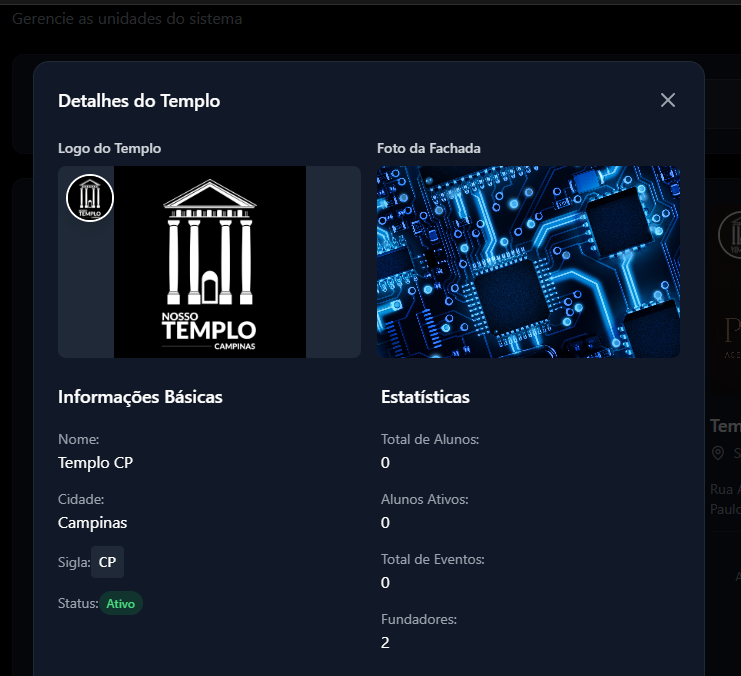 Gerencie as unidades do sistema
Detalhes do Templo
Logo do Templo
Foto da Fachada
TEMPLO
NOSSO
TEMPLO
CAMPINAS
Informações Básicas
Estatísticas
Nome:
Templo CP
Total de Alunos:
0
Cidade:
Campinas
Alunos Ativos:
0
Sigla: CP
Total de Eventos:
0
Status: Ativo
Fundadores:
2
Tem
Rua
Paulo